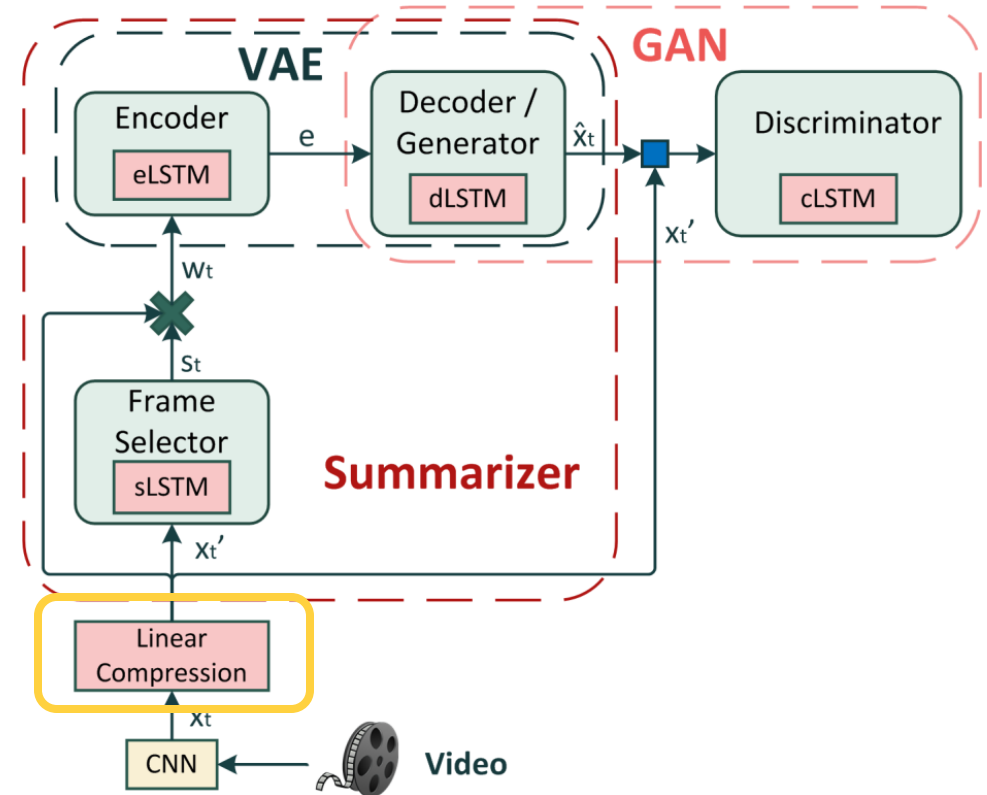 VAE
GAN
Encoder
eLSTM
e
Decoder /
Generator
dLSTM
x̂t
Discriminator
cLSTM
xt’
wt
st
Frame
Selector
sLSTM
Summarizer
xt’
Linear
Compression
xt
CNN
Video